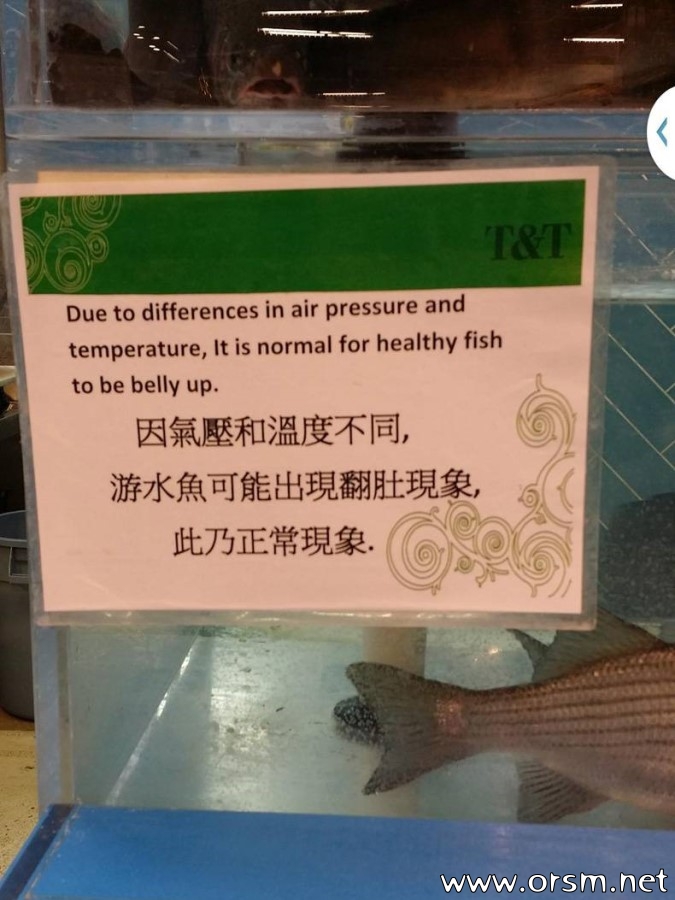 T&T
Due to differences in air pressure and
temperature, It is normal for healthy fish
to be belly up.
因氣壓和溫度不同,
游水魚可能出現翻肚現象,
此乃正常現象.
www.orsm.net